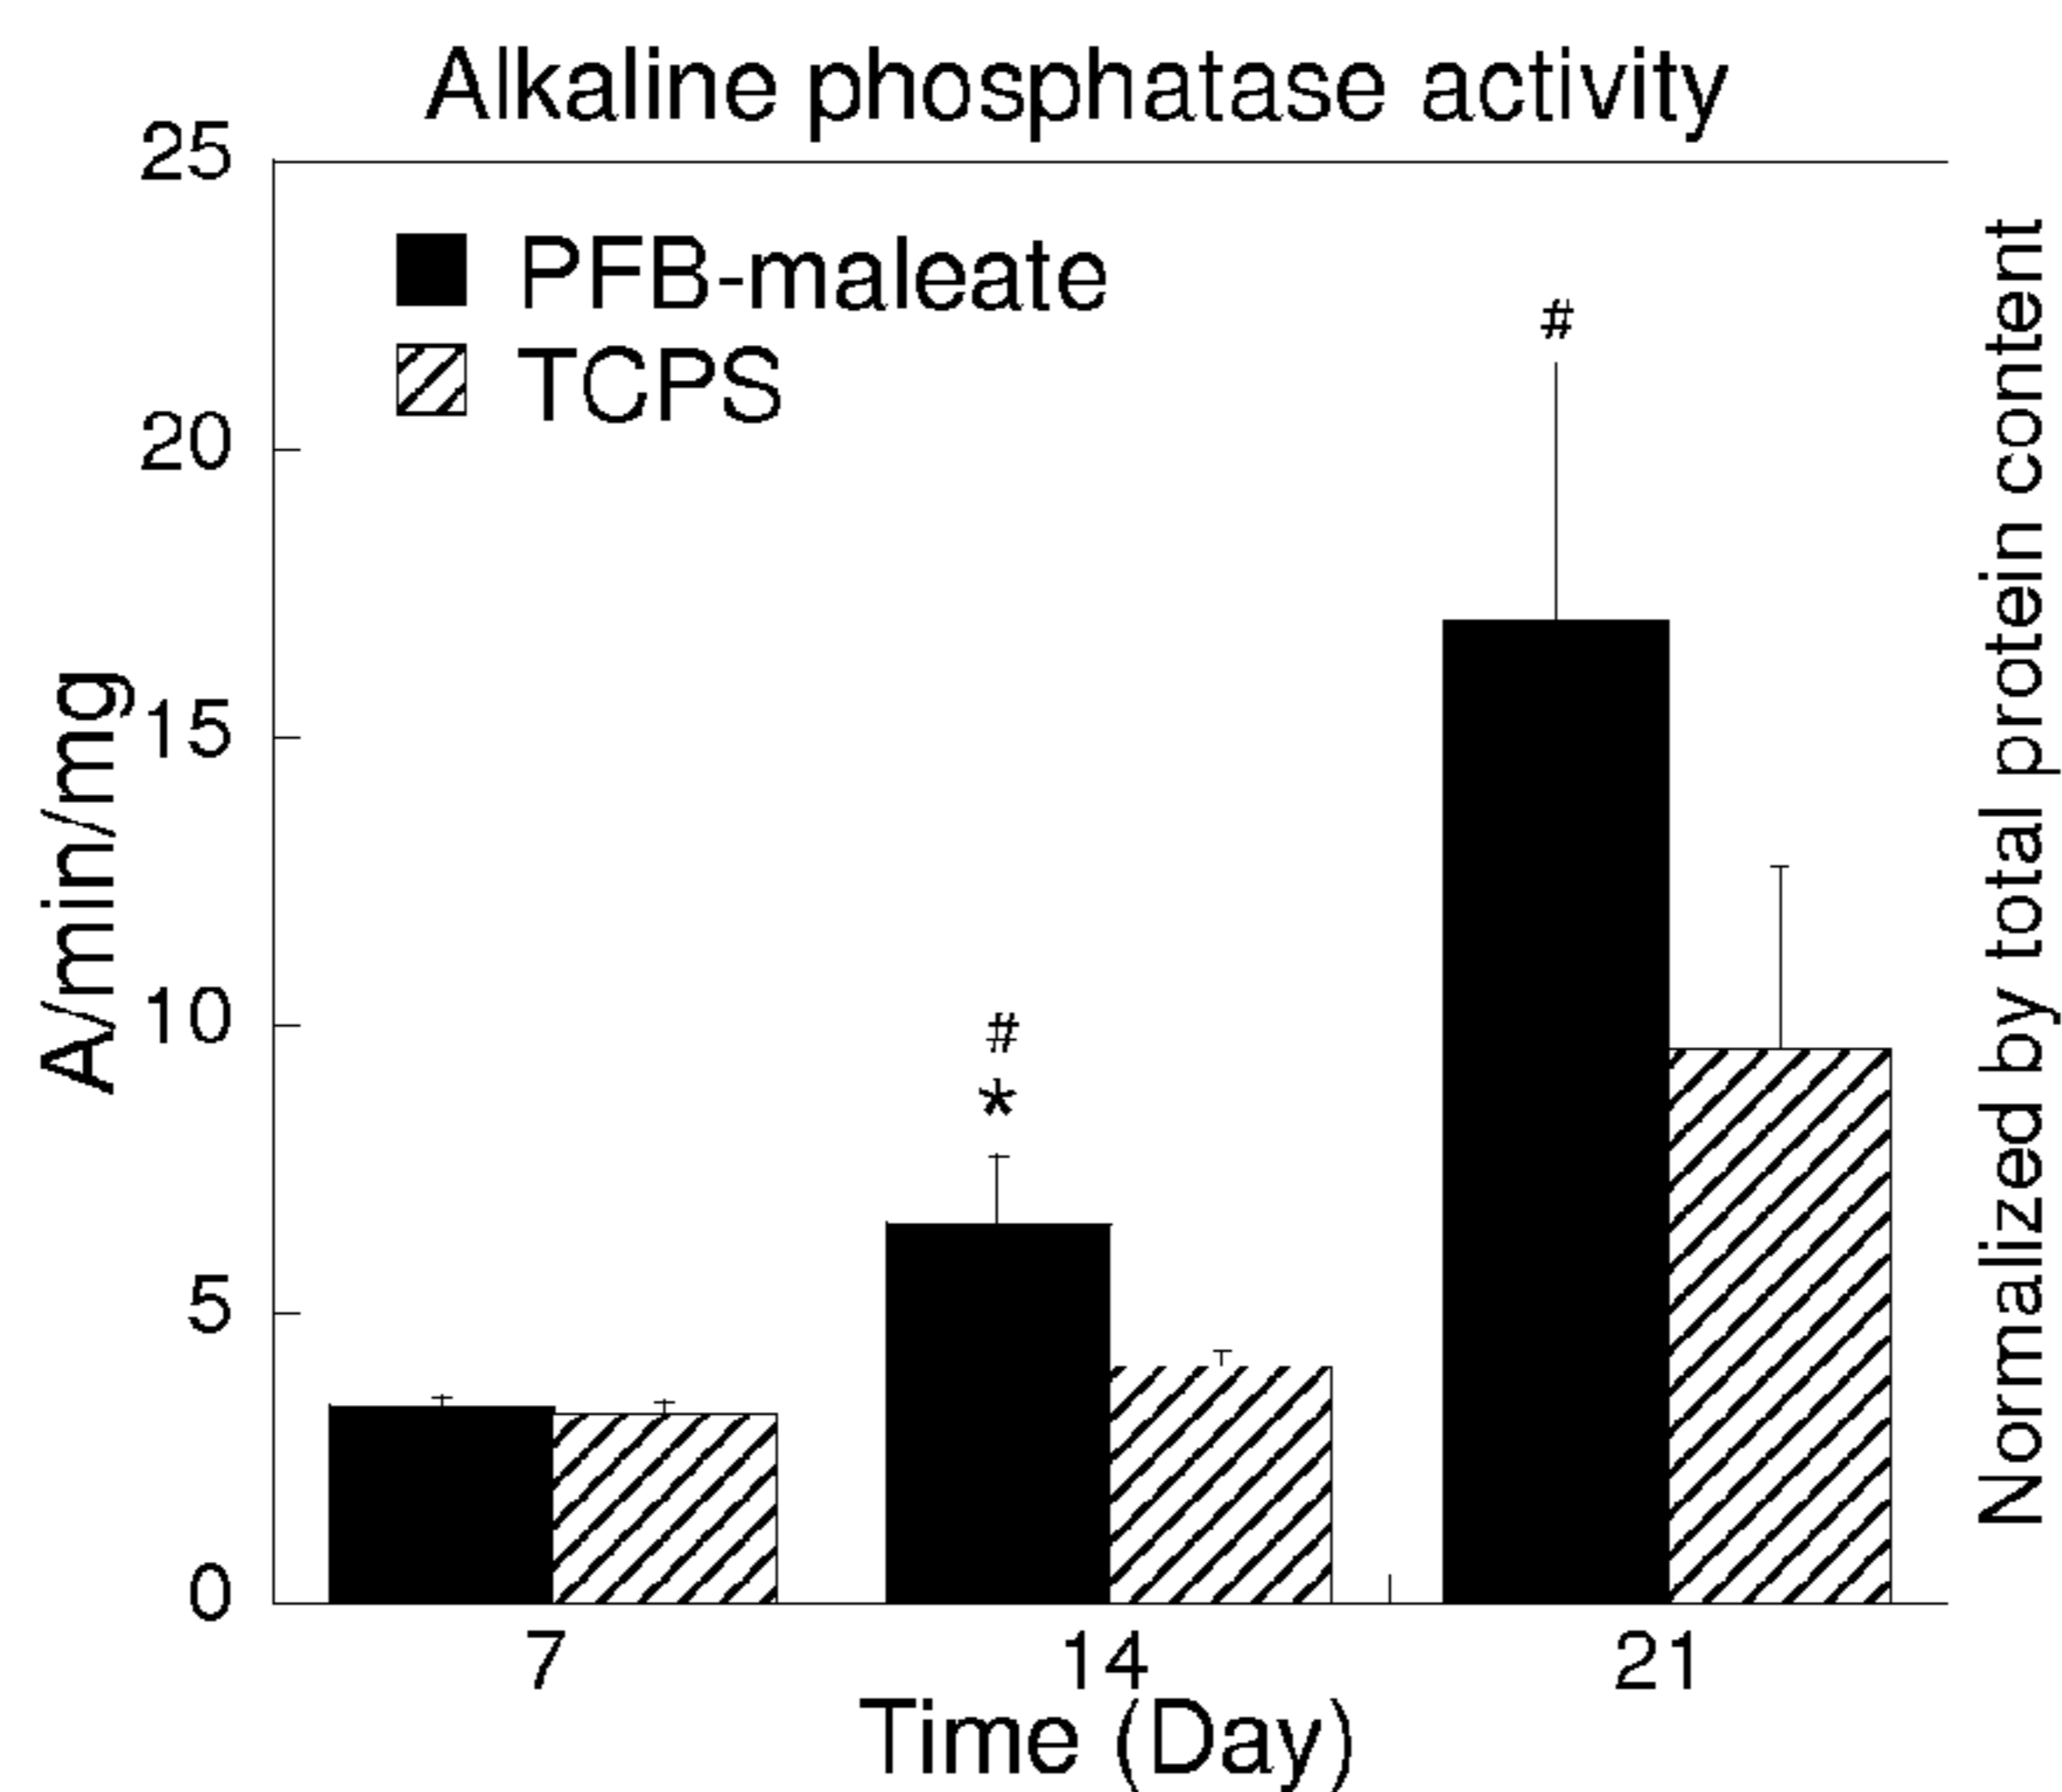 Alkaline phosphatase activity
25
20
15
10
5
0
A/min/mg
PFB-maleate
TCPS
#
*
#
7
14
21
Time (Day)
Normalized by total protein content